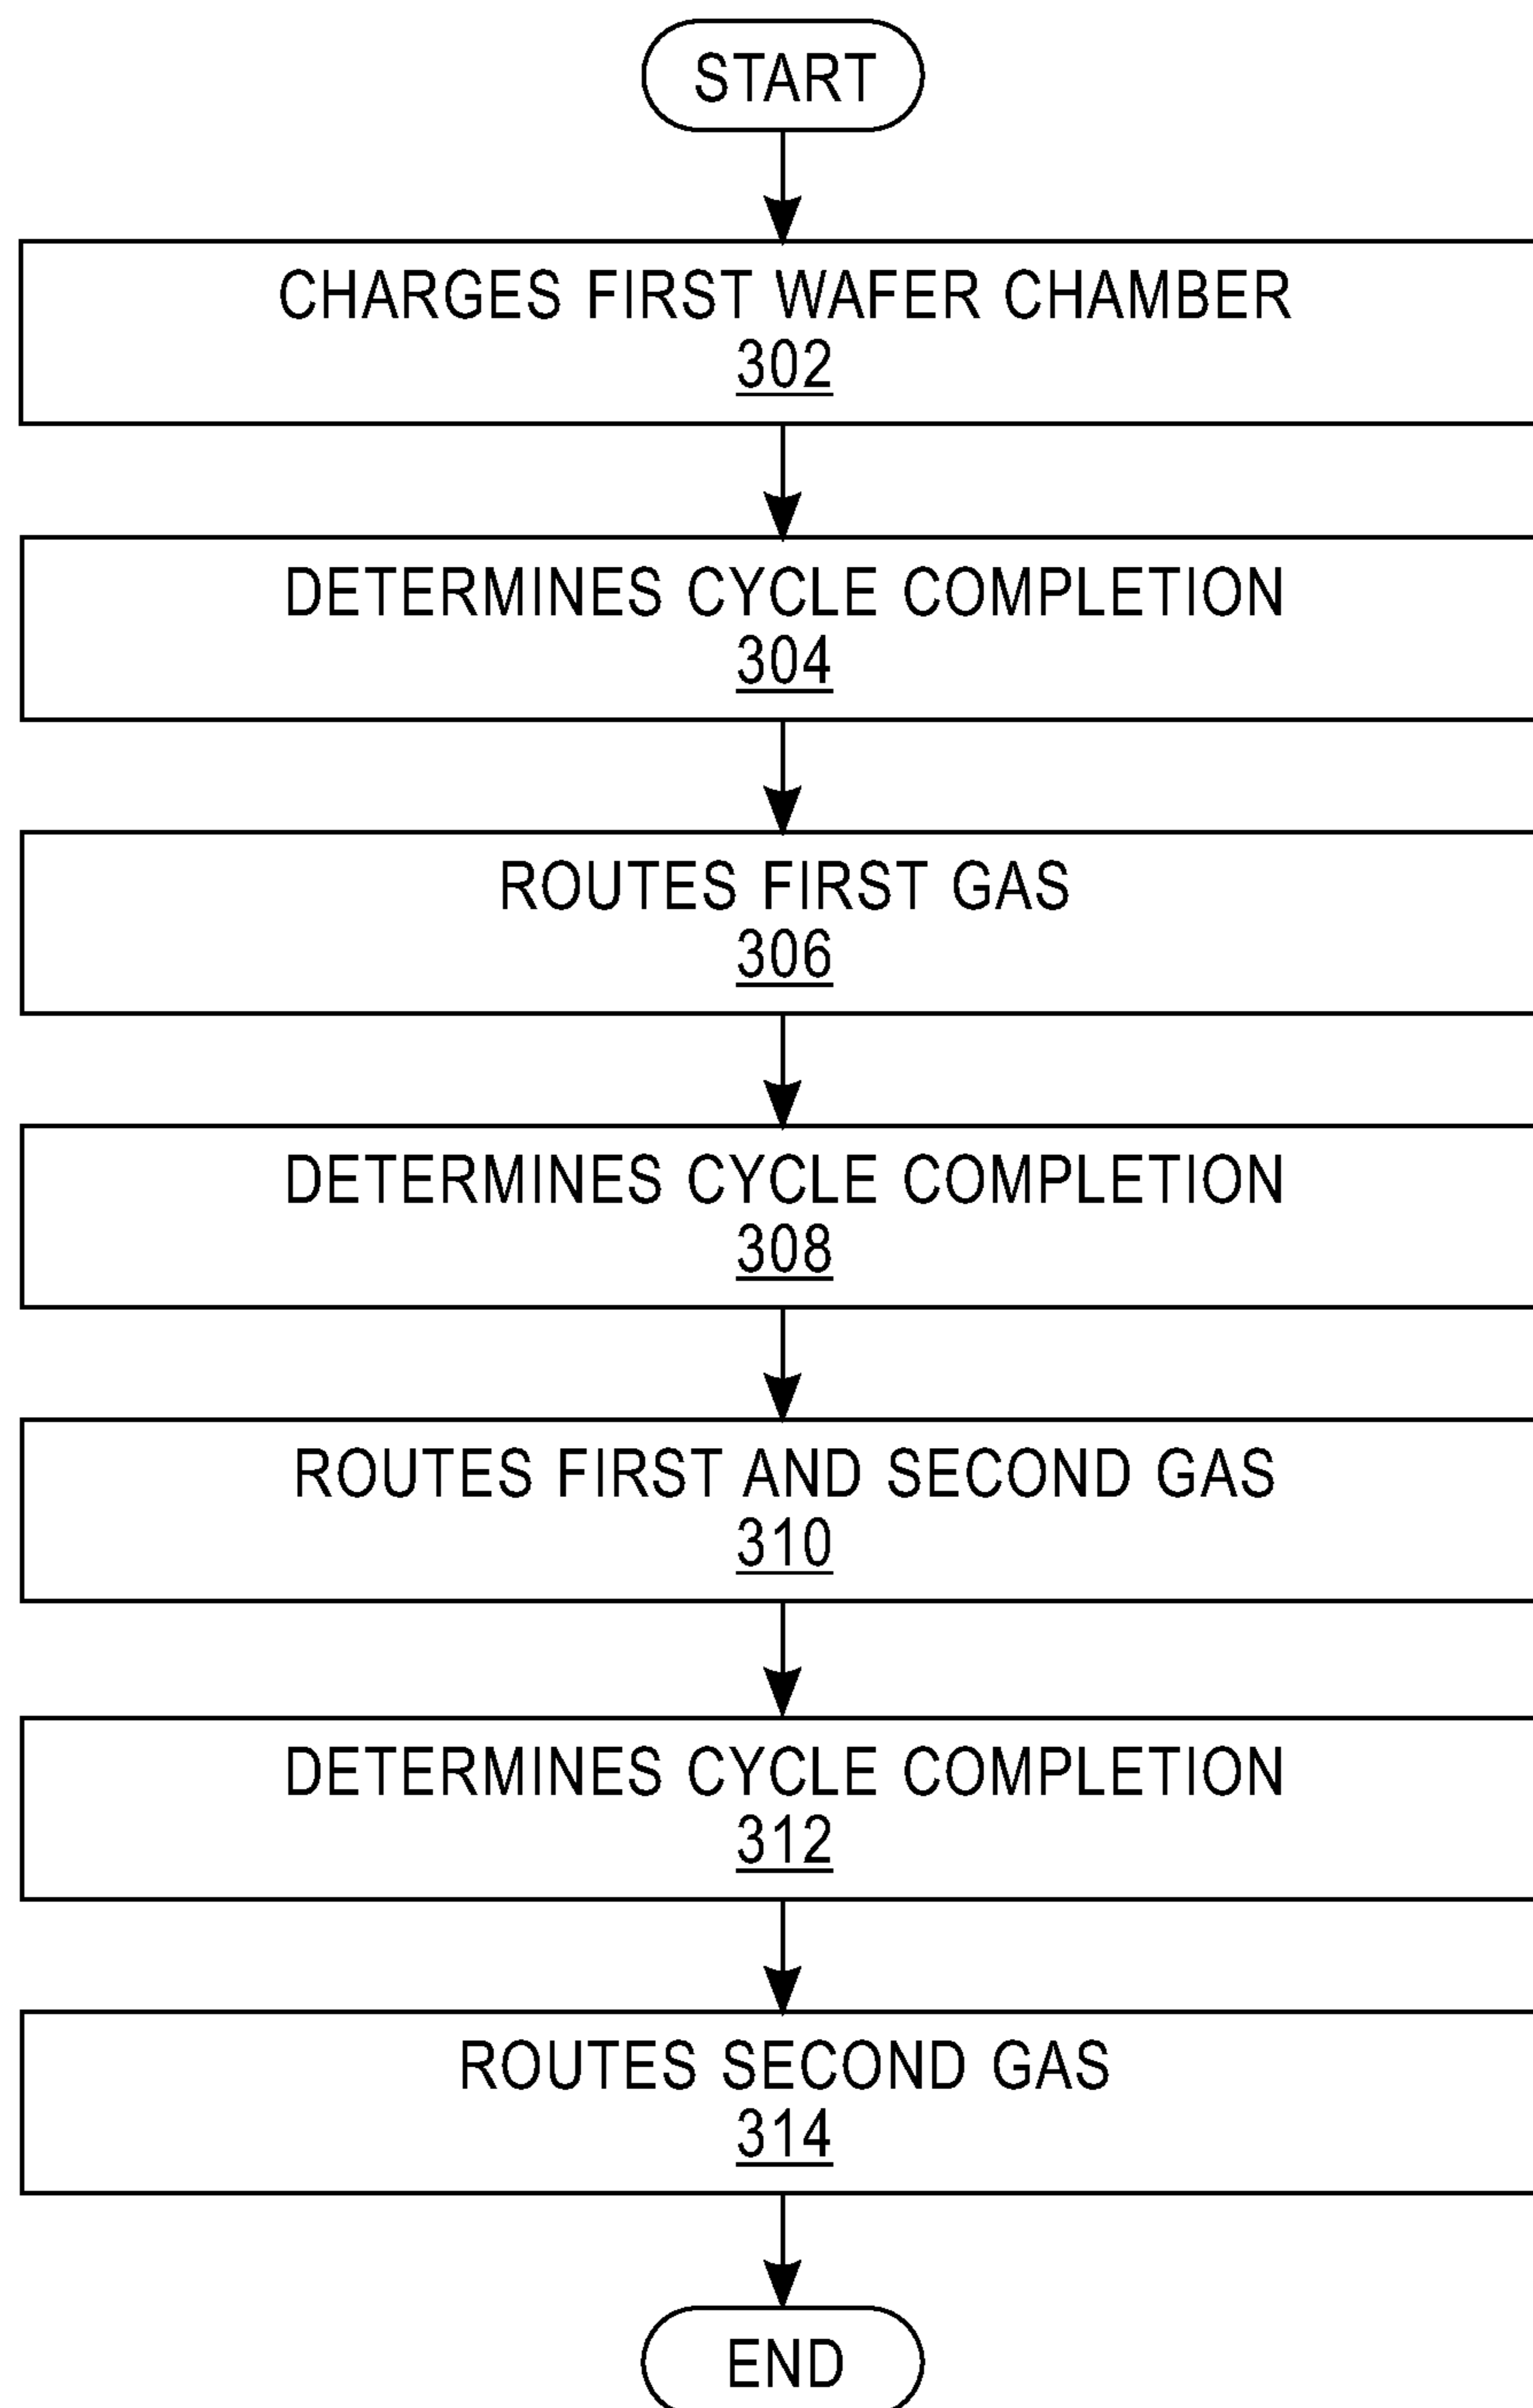 START
CHARGES FIRST WAFER CHAMBER
302
DETERMINES CYCLE COMPLETION
304
ROUTES FIRST GAS
306
DETERMINES CYCLE COMPLETION
308
ROUTES FIRST AND SECOND GAS
310
DETERMINES CYCLE COMPLETION
312
ROUTES SECOND GAS
314
END